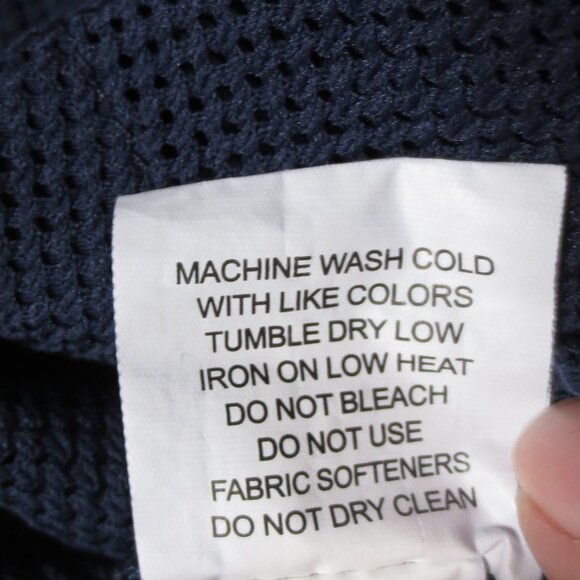 MACHINE WASH COLD
WITH LIKE COLORS
TUMBLE DRY LOW
IRON ON LOW HEAT
DO NOT BLEACH
DO NOT USE
FABRIC SOFTENERS
DO NOT DRY CLEAN